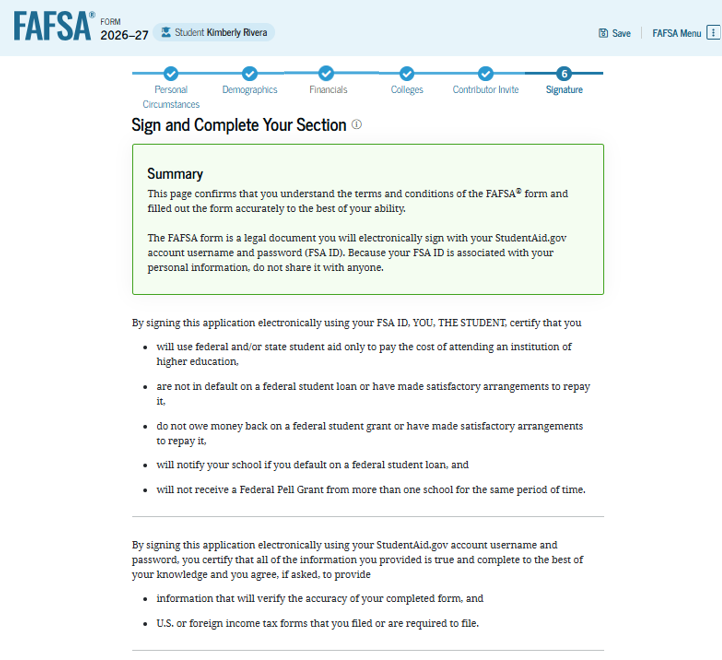 FAFSA® FORM 2026–27 Student Kimberly Rivera Save FAFSA Menu
6
Personal Circumstances Demographics Financials Colleges Contributor Invite Signature
Sign and Complete Your Section
Summary
This page confirms that you understand the terms and conditions of the FAFSA® form and
filled out the form accurately to the best of your ability.
The FAFSA form is a legal document you will electronically sign with your StudentAid.gov
account username and password (FSA ID). Because your FSA ID is associated with your
personal information, do not share it with anyone.
By signing this application electronically using your FSA ID, YOU, THE STUDENT, certify that you
• will use federal and/or state student aid only to pay the cost of attending an institution of
higher education,
• are not in default on a federal student loan or have made satisfactory arrangements to repay
it,
• do not owe money back on a federal student grant or have made satisfactory arrangements
to repay it,
• will notify your school if you default on a federal student loan, and
• will not receive a Federal Pell Grant from more than one school for the same period of time.
By signing this application electronically using your StudentAid.gov account username and
password, you certify that all of the information you provided is true and complete to the best of
your knowledge and you agree, if asked, to provide
• information that will verify the accuracy of your completed form, and
• U.S. or foreign income tax forms that you filed or are required to file.